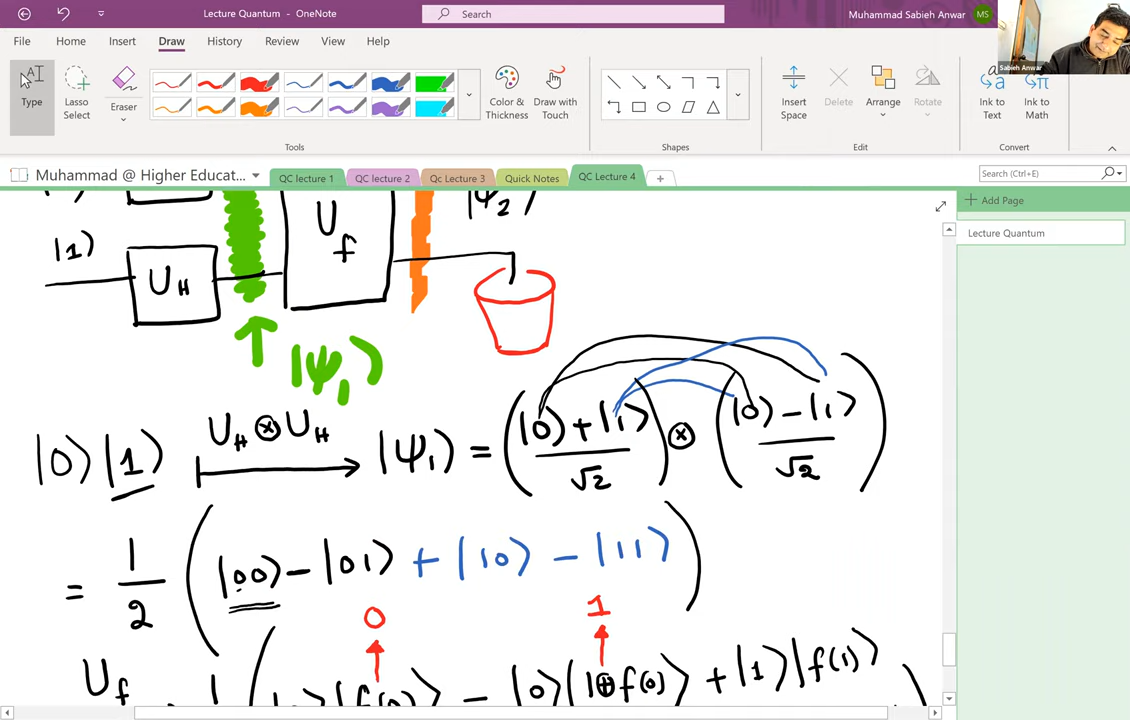 Lecture Quantum - OneNote
Search
Muhammad Sabieh Anwar
MS
Sabieh Anwar
File Home Insert Draw History Review View Help
Type
Lasso Select
Eraser
Color & Thickness
Draw with Touch
Insert Space
Delete
Arrange
Rotate
Ink to Text
Ink to Math
Tools
Shapes
Edit
Convert
Muhammad @ Higher Educat...
QC lecture 1
QC lecture 2
Qc Lecture 3
Quick Notes
QC Lecture 4
Search (Ctrl+E)
Add Page
Lecture Quantum
U_f
|ψ_2⟩
|1⟩
U_H
|ψ_1⟩
|0⟩|1⟩ U_H ⊗ U_H |ψ_1⟩ = (|0⟩ + |1⟩ / √2) ⊗ (|0⟩ - |1⟩ / √2)
= 1/2 (|00⟩ - |01⟩ + |10⟩ - |11⟩)
0
1
U_f
|f(0)⟩ - |0⟩|1⊕f(0)⟩ + |1⟩|f(1)⟩